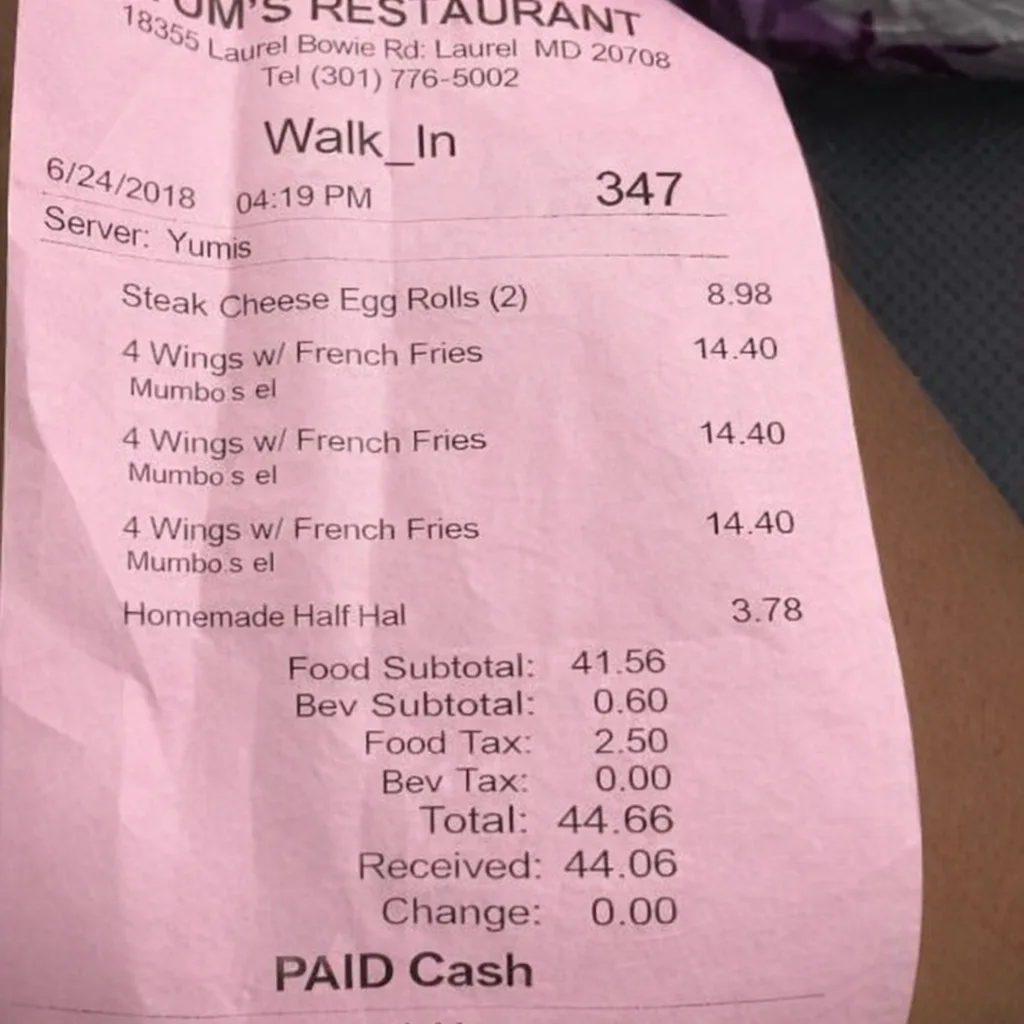 UM'S RESTAURANT
18355 Laurel Bowie Rd: Laurel MD 20708
Tel (301) 776-5002
Walk_In
6/24/2018 04:19 PM 347
Server: Yumis
Steak Cheese Egg Rolls (2) 8.98
4 Wings w/ French Fries 14.40
Mumbo s el
4 Wings w/ French Fries 14.40
Mumbo s el
4 Wings w/ French Fries 14.40
Mumbo s el
Homemade Half Hal 3.78
Food Subtotal: 41.56
Bev Subtotal: 0.60
Food Tax: 2.50
Bev Tax: 0.00
Total: 44.66
Received: 44.06
Change: 0.00
PAID Cash